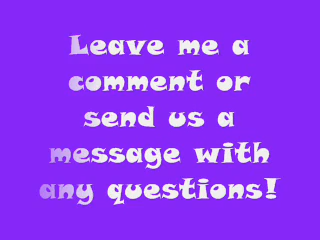 Leave me a
comment or
send us a
message with
any questions!